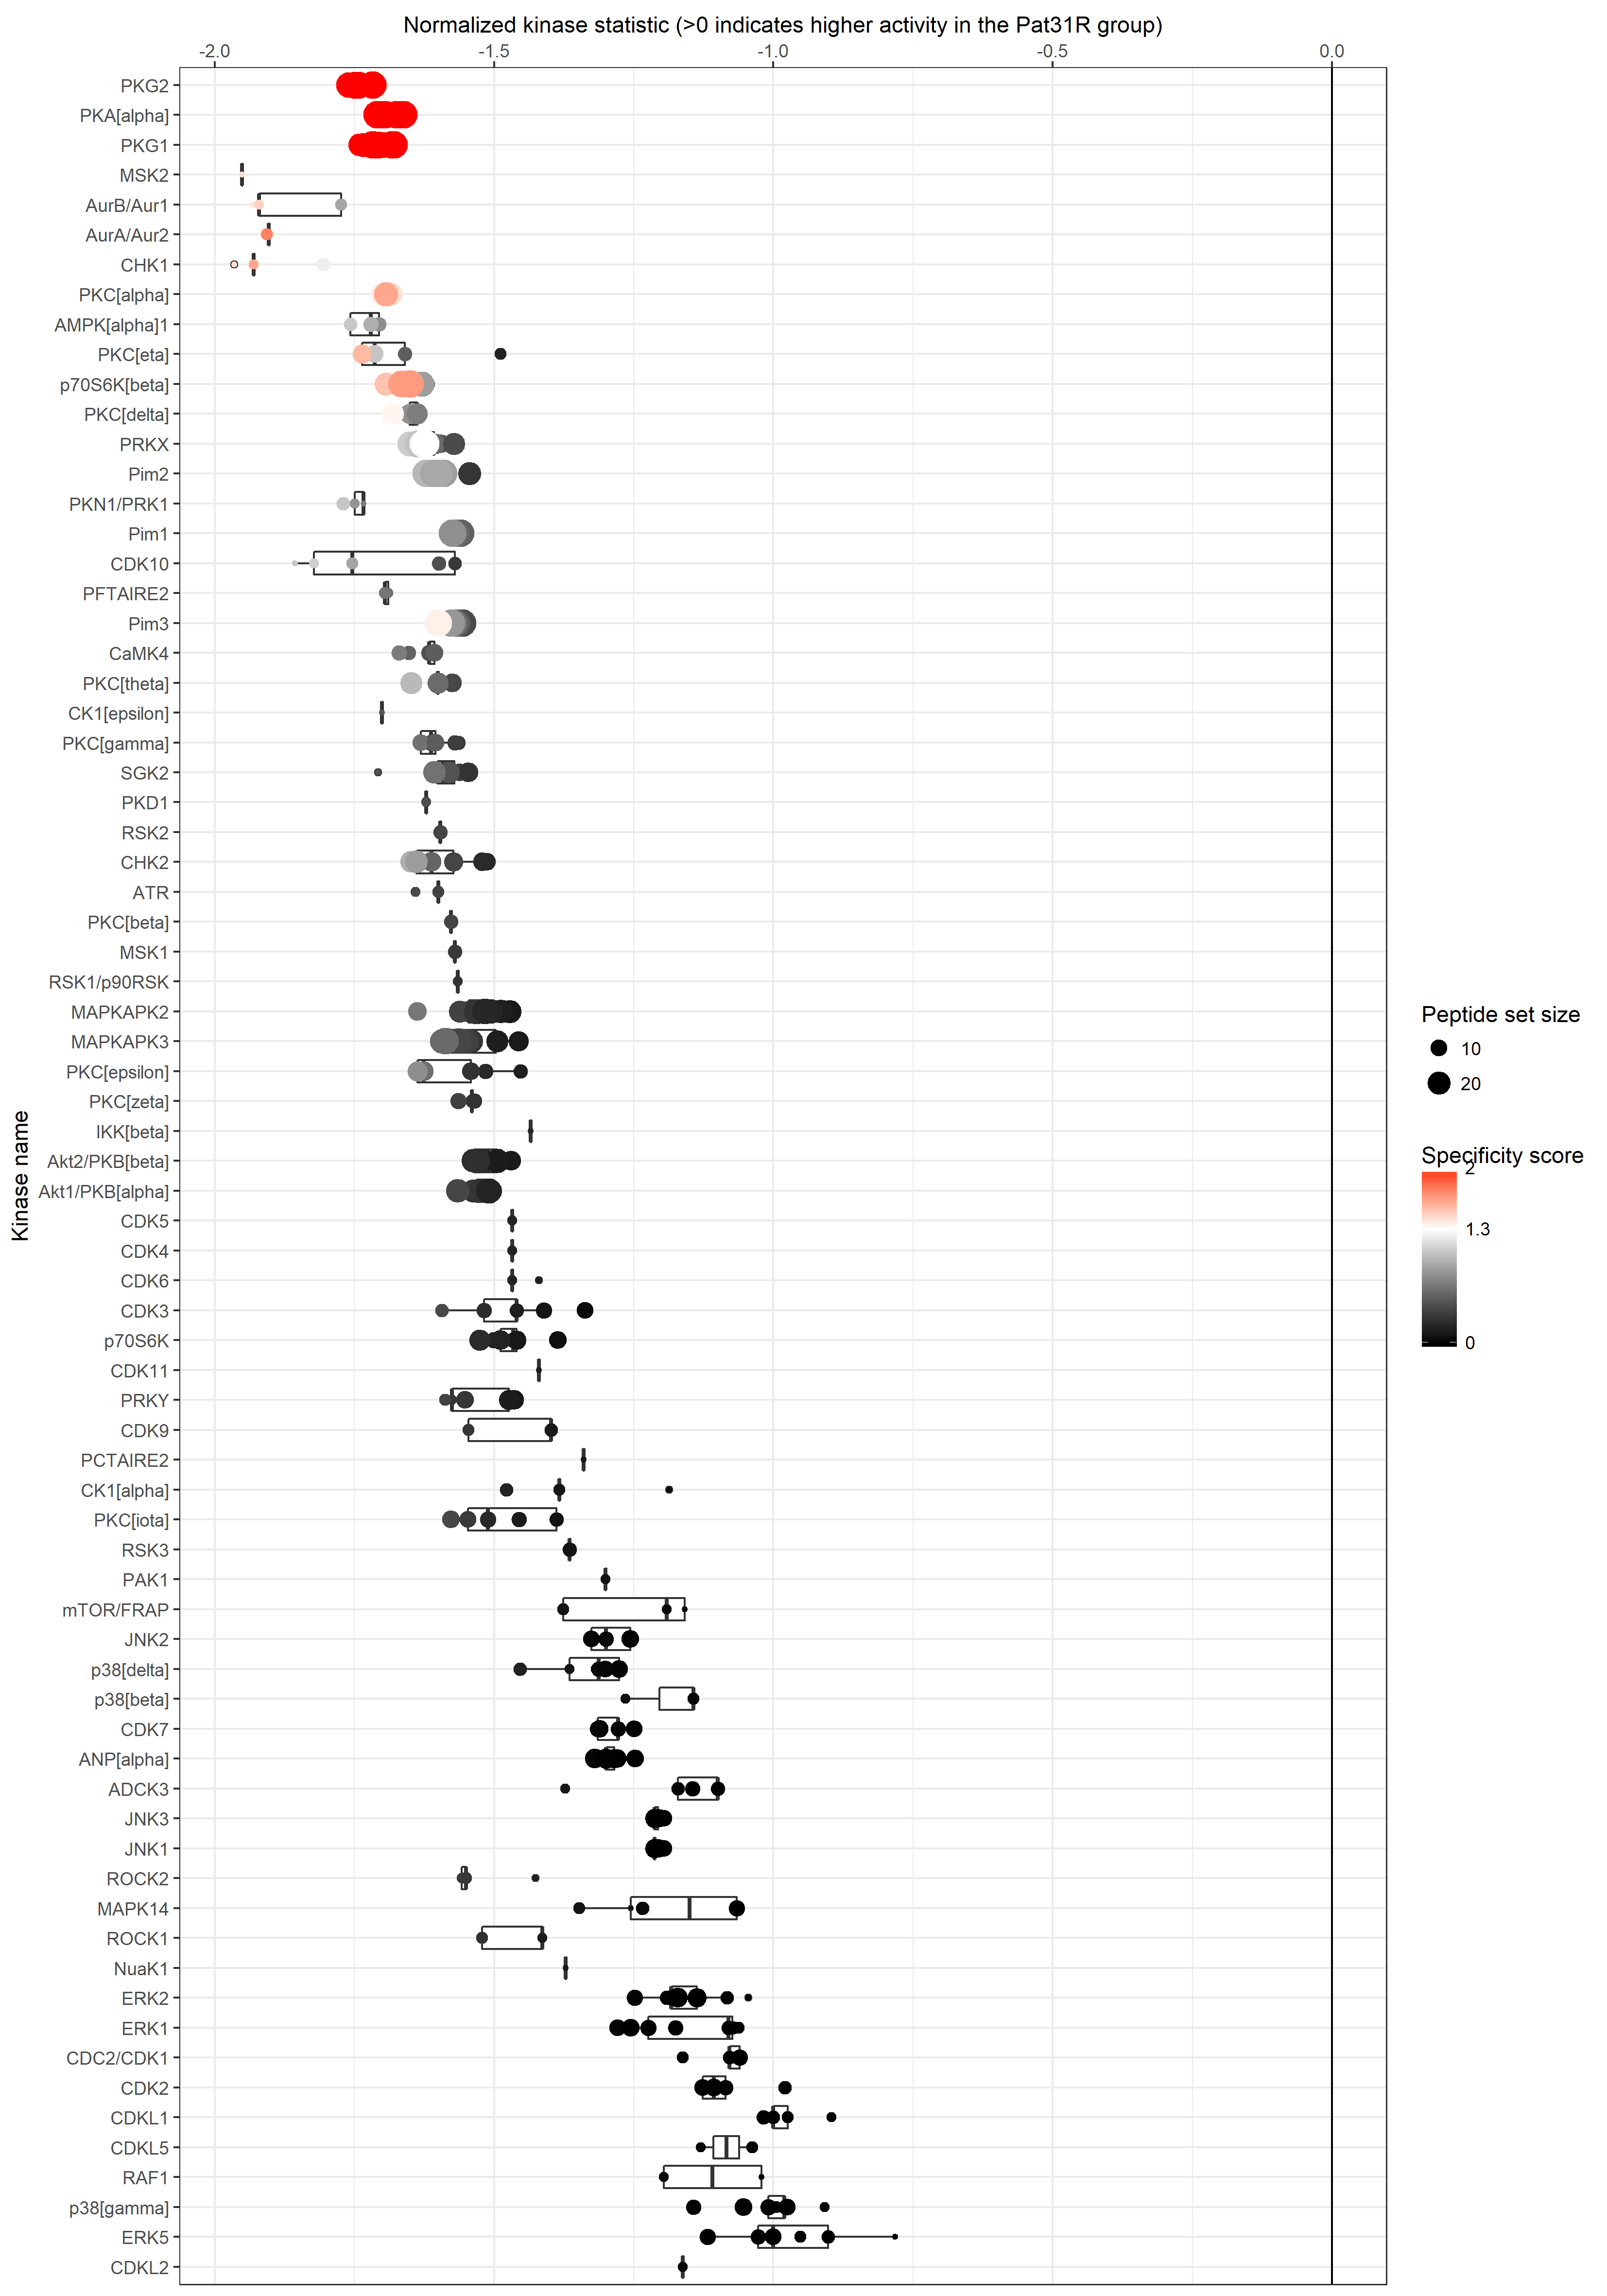 Normalized kinase statistic (>0 indicates higher activity in the Pat31R group)
-2.0 -1.5 -1.0 -0.5 0.0
Kinase name
PKG2
PKA[alpha]
PKG1
MSK2
AurB/Aur1
AurA/Aur2
CHK1
PKC[alpha]
AMPK[alpha]1
PKC[eta]
p70S6K[beta]
PKC[delta]
PRKX
Pim2
PKN1/PRK1
Pim1
CDK10
PFTAIRE2
Pim3
CaMK4
PKC[theta]
CK1[epsilon]
PKC[gamma]
SGK2
PKD1
RSK2
CHK2
ATR
PKC[beta]
MSK1
RSK1/p90RSK
MAPKAPK2
MAPKAPK3
PKC[epsilon]
PKC[zeta]
IKK[beta]
Akt2/PKB[beta]
Akt1/PKB[alpha]
CDK5
CDK4
CDK6
CDK3
p70S6K
CDK11
PRKY
CDK9
PCTAIRE2
CK1[alpha]
PKC[iota]
RSK3
PAK1
mTOR/FRAP
JNK2
p38[delta]
p38[beta]
CDK7
ANP[alpha]
ADCK3
JNK3
JNK1
ROCK2
MAPK14
ROCK1
NuaK1
ERK2
ERK1
CDC2/CDK1
CDK2
CDKL1
CDKL5
RAF1
p38[gamma]
ERK5
CDKL2
Peptide set size
10
20
Specificity score
2
1.3
0